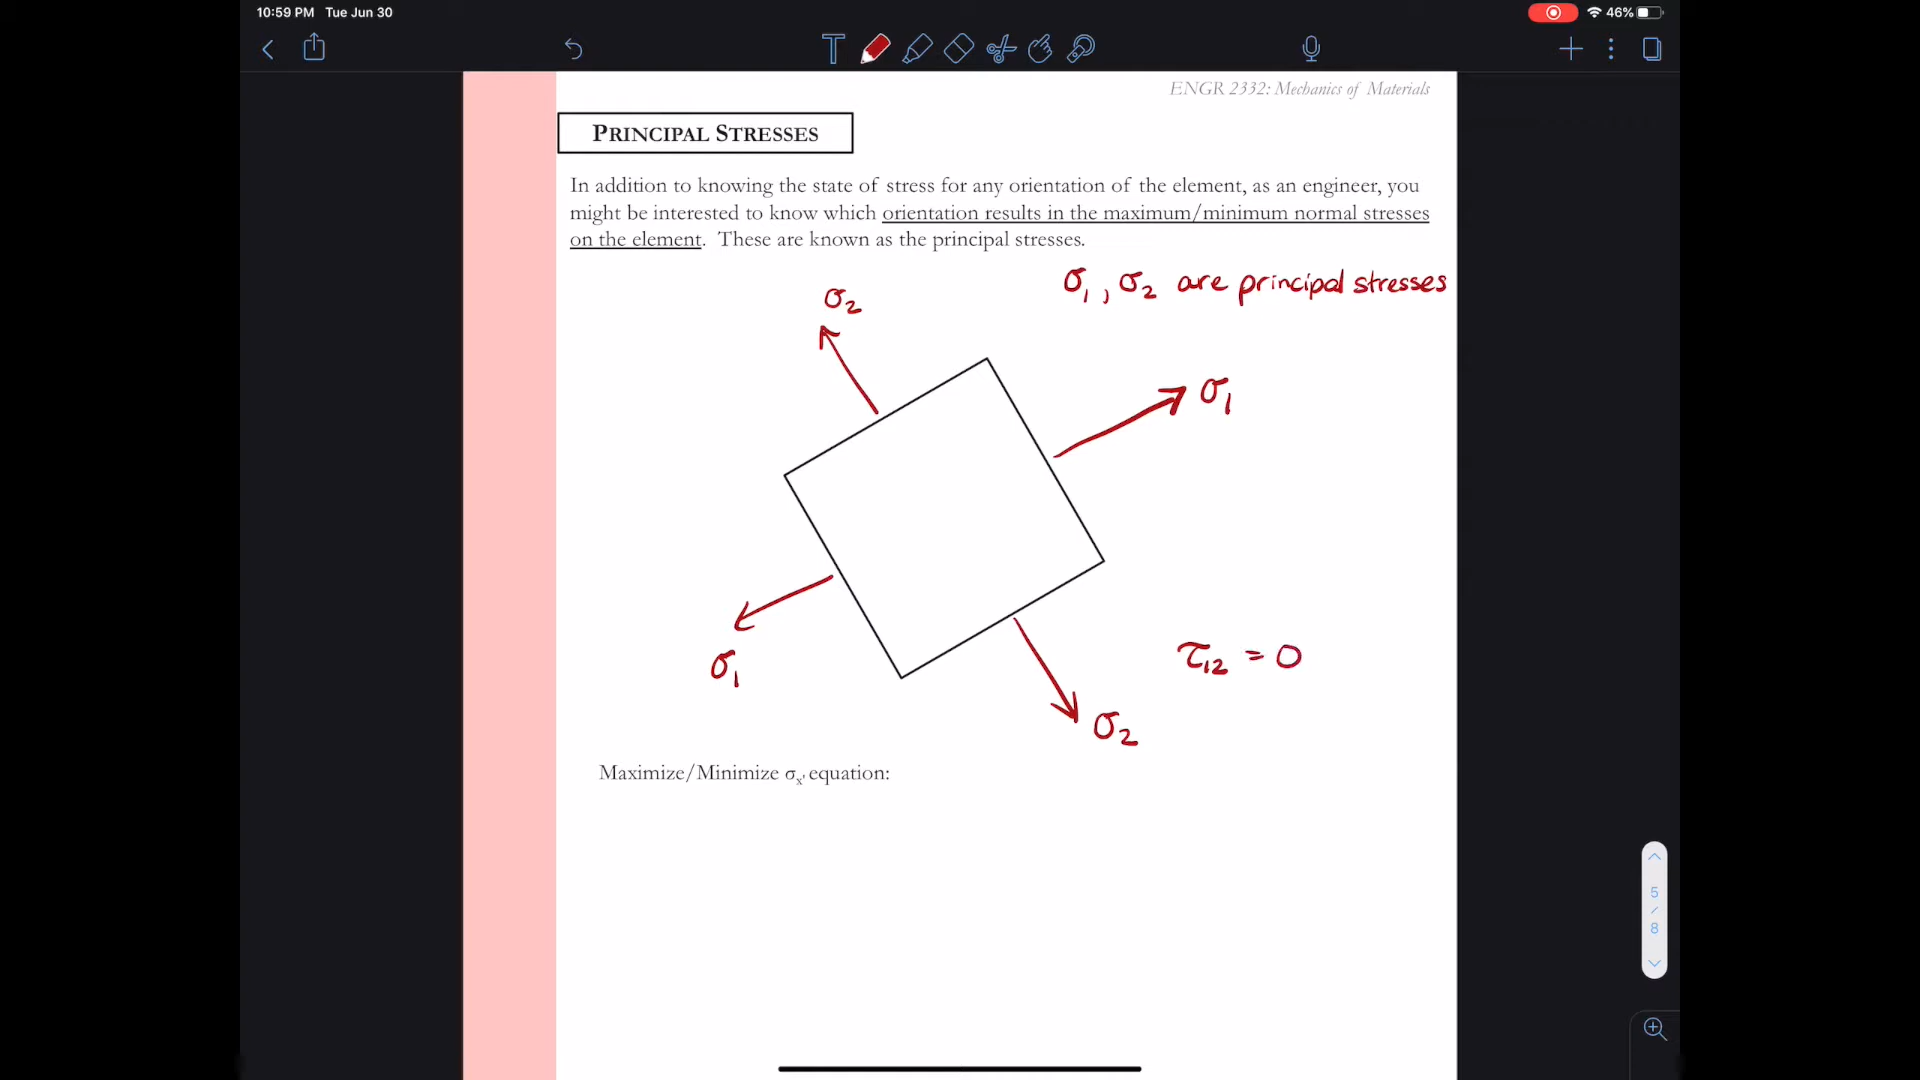 10:59 PM Tue Jun 30
46%
ENGR 2332: Mechanics of Materials
PRINCIPAL STRESSES
In addition to knowing the state of stress for any orientation of the element, as an engineer, you
might be interested to know which orientation results in the maximum/minimum normal stresses
on the element. These are known as the principal stresses.
σ₁, σ₂ are principal stresses
σ₂
σ₁
σ₁
τ₁₂ = 0
σ₂
Maximize/Minimize σx' equation:
5
/
8